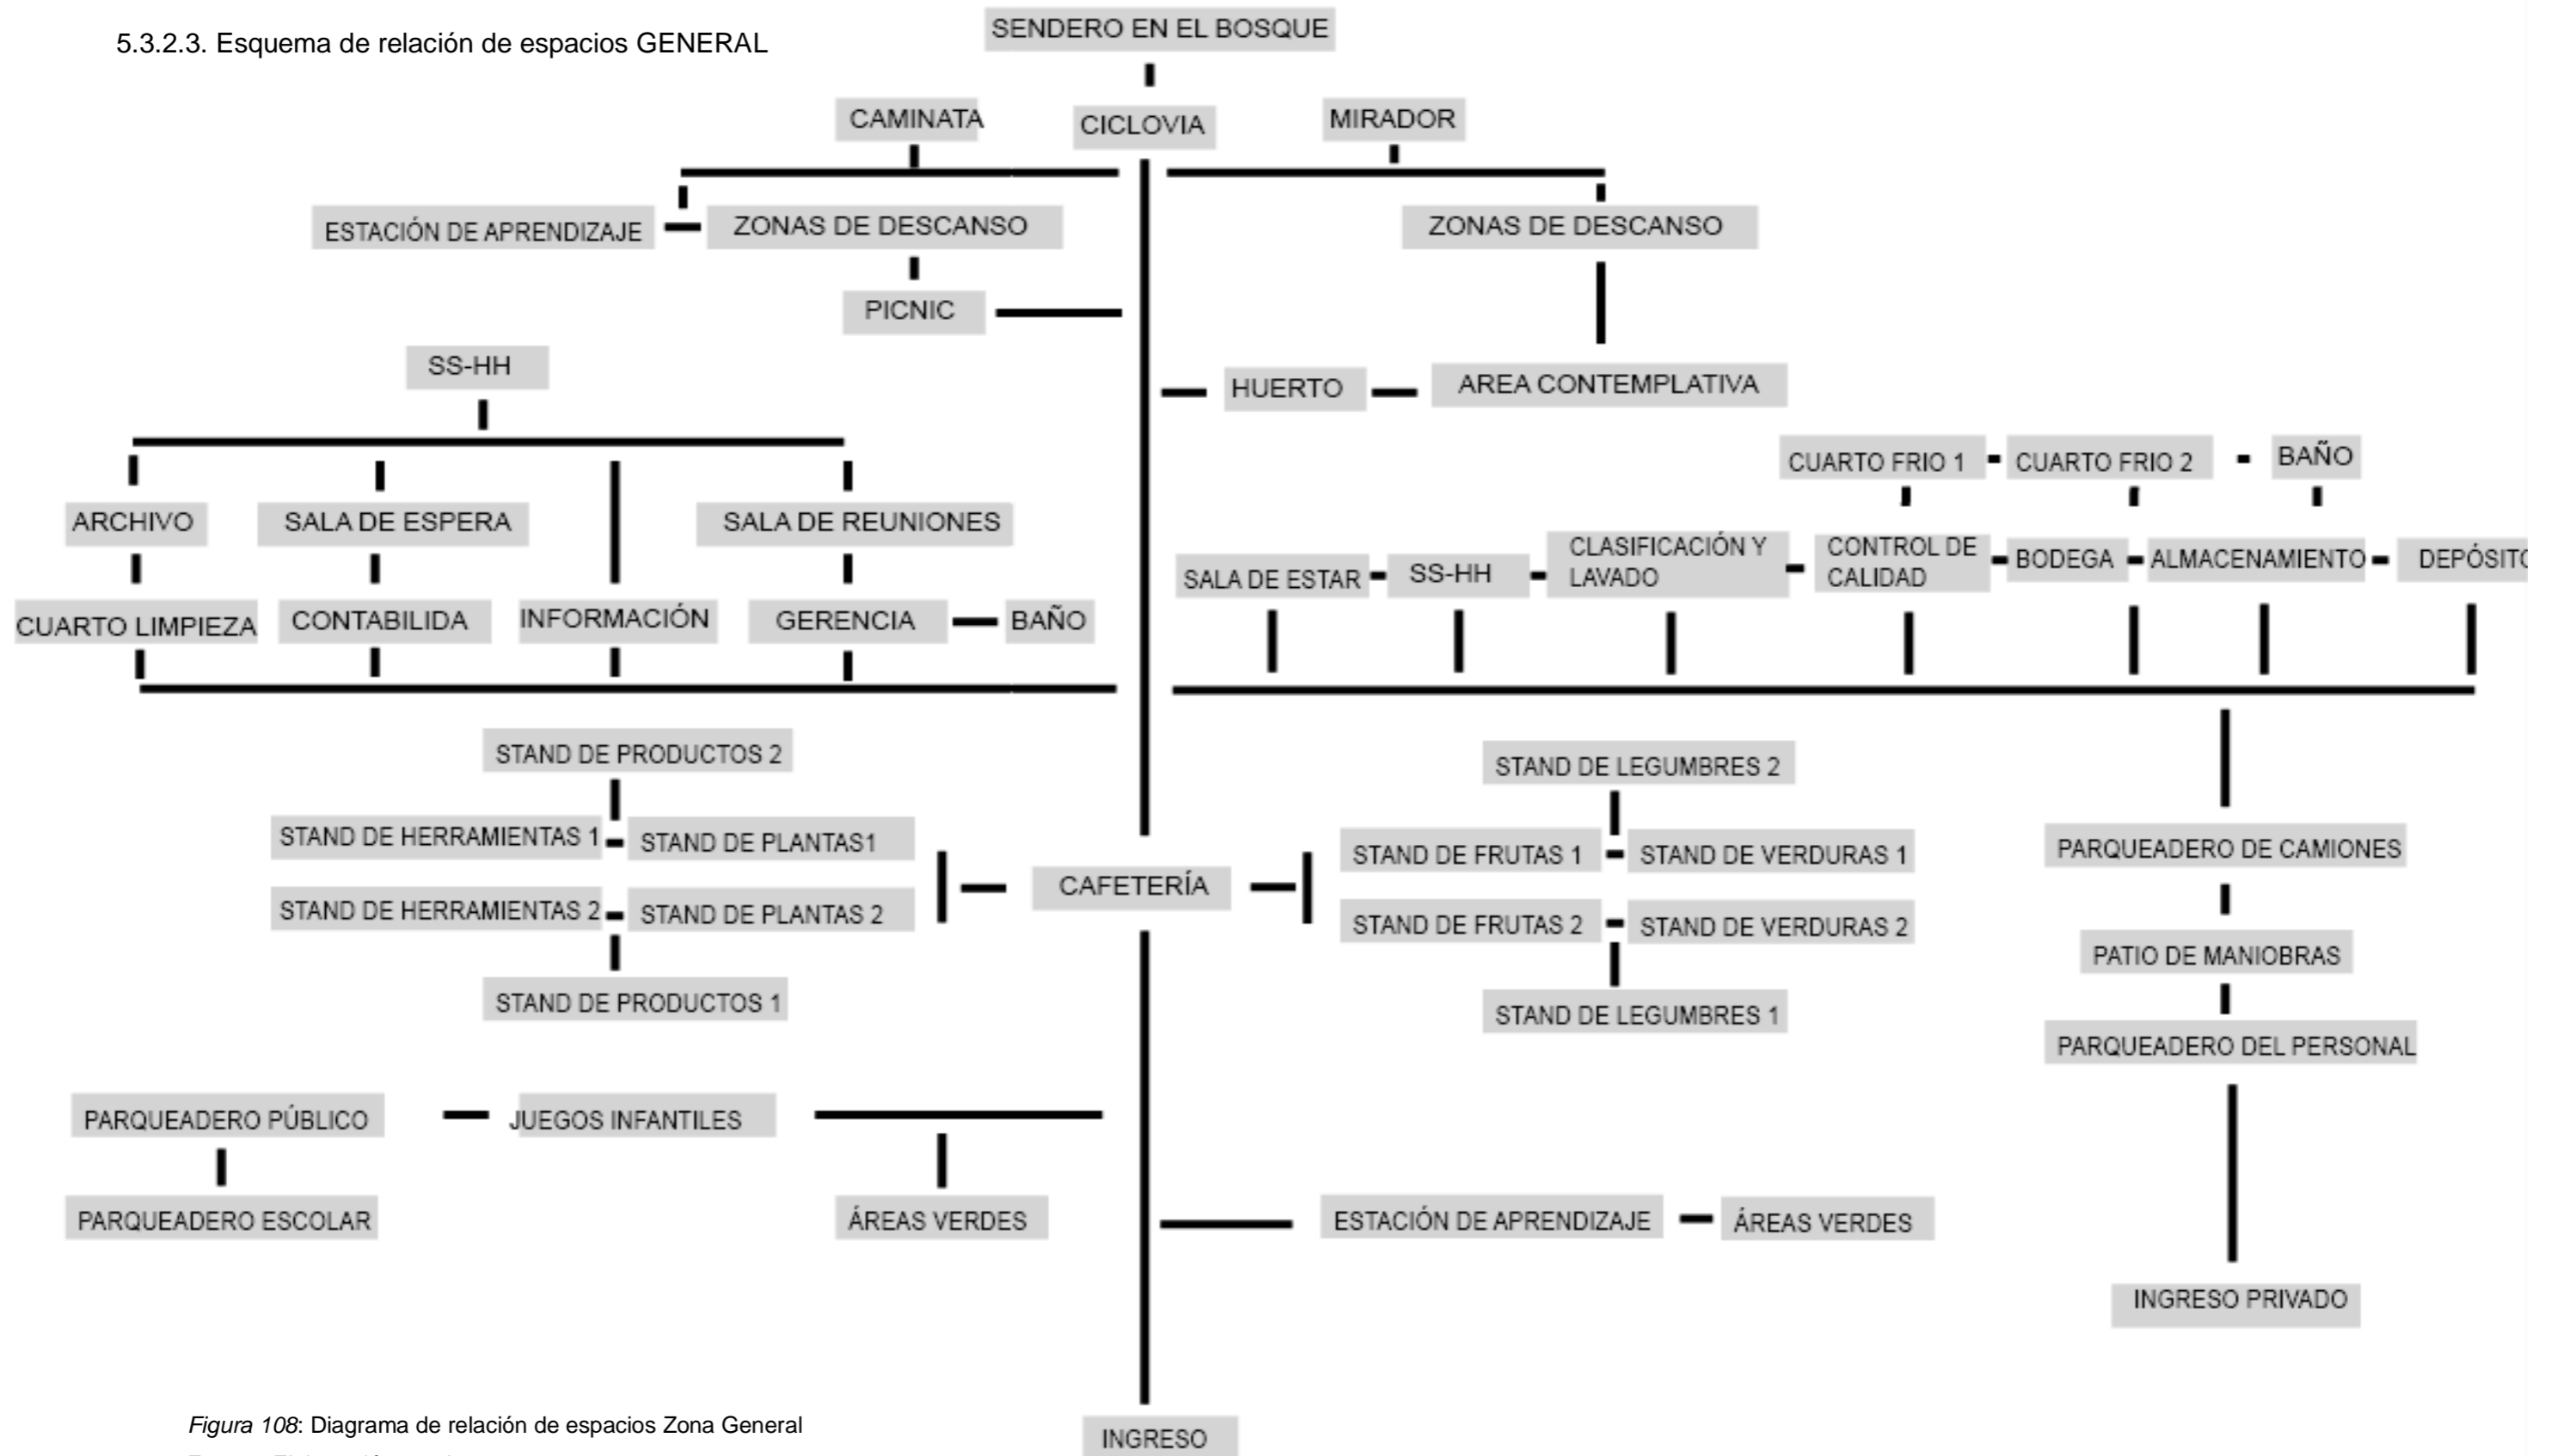 5.3.2.3. Esquema de relación de espacios GENERAL
SENDERO EN EL BOSQUE
CAMINATA
CICLOVIA
MIRADOR
ESTACIÓN DE APRENDIZAJE
ZONAS DE DESCANSO
ZONAS DE DESCANSO
PICNIC
SS-HH
HUERTO
AREA CONTEMPLATIVA
CUARTO FRIO 1
CUARTO FRIO 2
BAÑO
ARCHIVO
SALA DE ESPERA
SALA DE REUNIONES
SALA DE ESTAR
SS-HH
CLASIFICACIÓN Y
LAVADO
CONTROL DE
CALIDAD
BODEGA
ALMACENAMIENTO
DEPÓSITO
CUARTO LIMPIEZA
CONTABILIDA
INFORMACIÓN
GERENCIA
BAÑO
STAND DE PRODUCTOS 2
STAND DE HERRAMIENTAS 1
STAND DE PLANTAS1
STAND DE HERRAMIENTAS 2
STAND DE PLANTAS 2
STAND DE PRODUCTOS 1
CAFETERÍA
STAND DE LEGUMBRES 2
STAND DE FRUTAS 1
STAND DE VERDURAS 1
STAND DE FRUTAS 2
STAND DE VERDURAS 2
STAND DE LEGUMBRES 1
PARQUEADERO DE CAMIONES
PATIO DE MANIOBRAS
PARQUEADERO DEL PERSONAL
PARQUEADERO PÚBLICO
JUEGOS INFANTILES
PARQUEADERO ESCOLAR
ÁREAS VERDES
ESTACIÓN DE APRENDIZAJE
ÁREAS VERDES
INGRESO PRIVADO
Figura 108: Diagrama de relación de espacios Zona General
INGRESO